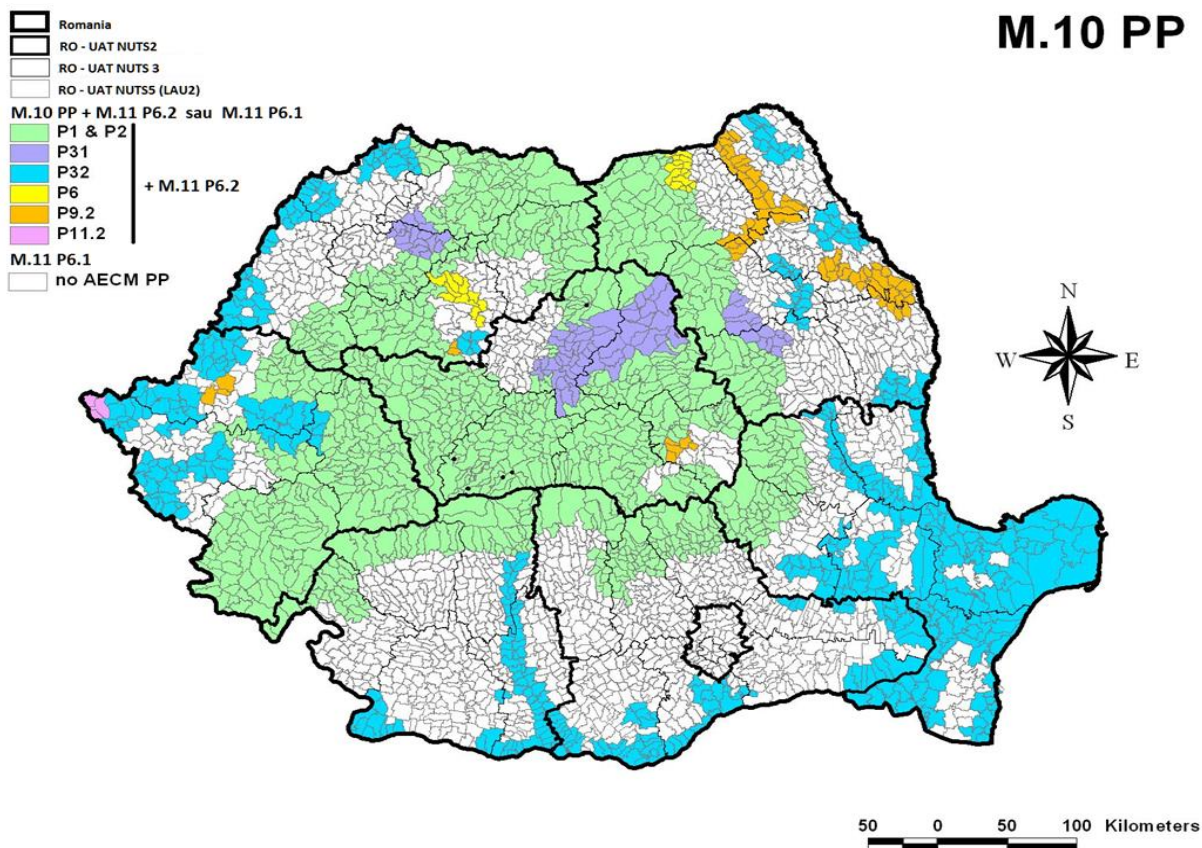 M.10 PP
Romania
RO - UAT NUTS2
RO - UAT NUTS 3
RO - UAT NUTS5 (LAU2)
M.10 PP + M.11 P6.2 sau M.11 P6.1
P1 & P2
P31
P32
P6
P9.2
P11.2
+ M.11 P6.2
M.11 P6.1
no AECM PP
N
W E
S
50 0 50 100 Kilometers